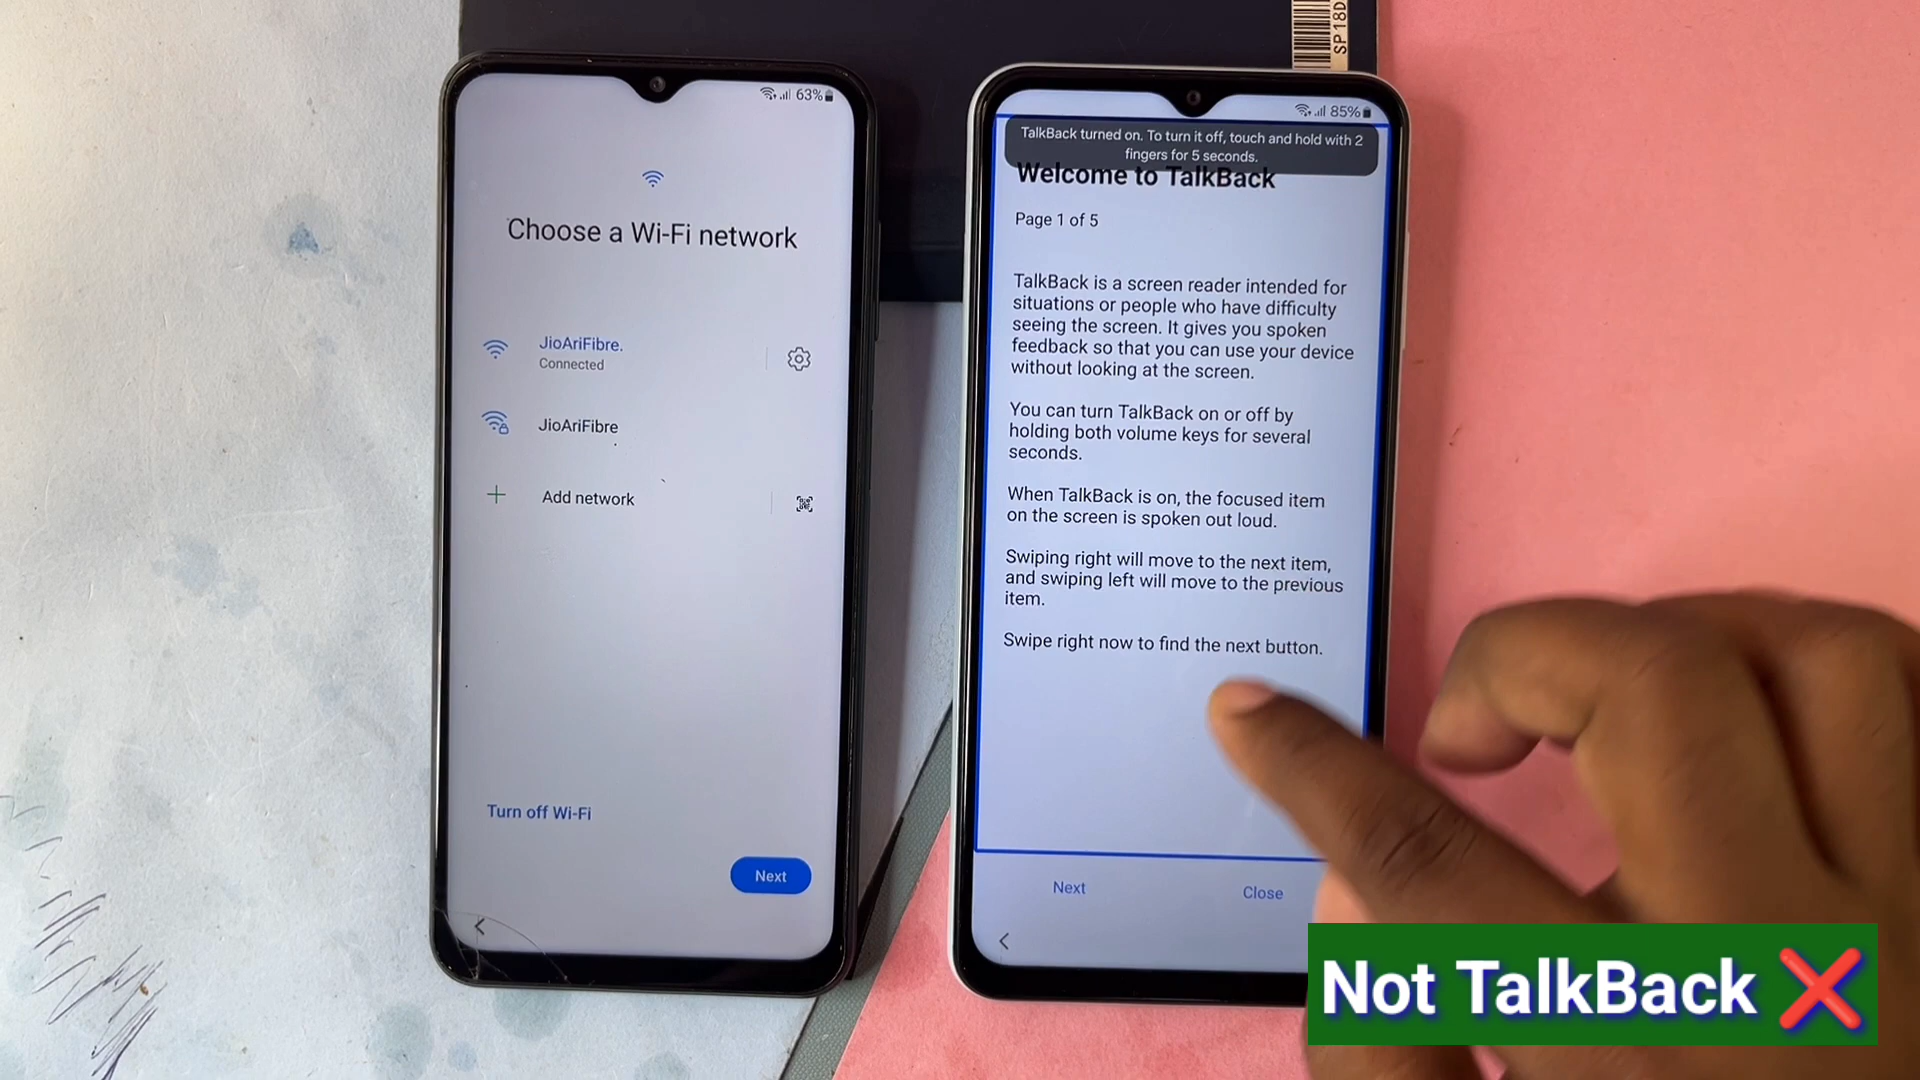 SP 18D
63%
Choose a Wi-Fi network
JioAriFibre.
Connected
JioAriFibre
Add network
Turn off Wi-Fi
Next
85%
TalkBack turned on. To turn it off, touch and hold with 2
fingers for 5 seconds.
Welcome to TalkBack
Page 1 of 5
TalkBack is a screen reader intended for
situations or people who have difficulty
seeing the screen. It gives you spoken
feedback so that you can use your device
without looking at the screen.
You can turn TalkBack on or off by
holding both volume keys for several
seconds.
When TalkBack is on, the focused item
on the screen is spoken out loud.
Swiping right will move to the next item,
and swiping left will move to the previous
item.
Swipe right now to find the next button.
Next
Close
Not TalkBack